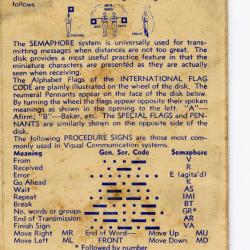 follows
POSITION
FRONT
The SEMAPHORE system is universally used for trans-
mitting messages when distances are not too great. The
disk provides a most useful practice feature in that the
miniature characters are presented as they are actually
seen when receiving.
The Alphabet Flags of the INTERNATIONAL FLAG
CODE are plainly illustrated on the wheel of the disk. The
numeral Pennants appear on the face of the disk below.
By turning the wheel the flags appear opposite their spoken
meanings as shown in the opening to the left. "A"—
Afirm; "B"—Baker, etc. The SPECIAL FLAGS and PEN-
NANTS are similarly shown on the opposite side of the
disk.
The following PROCEDURE SIGNS are those most com-
monly used in Visual Communication systems.
Meaning Gen. Ser. Code Semaphore
From V
Received R
Error E (agita'd)
Go Ahead K
Wait AS
Repeat IMI
Break BT
No. words or groups GR*
End of Transmission AR
Finish Sign VA
Move Right MR End of Word— Move Up MU
Move Left ML FRONT Move Down MD
* Followed by number